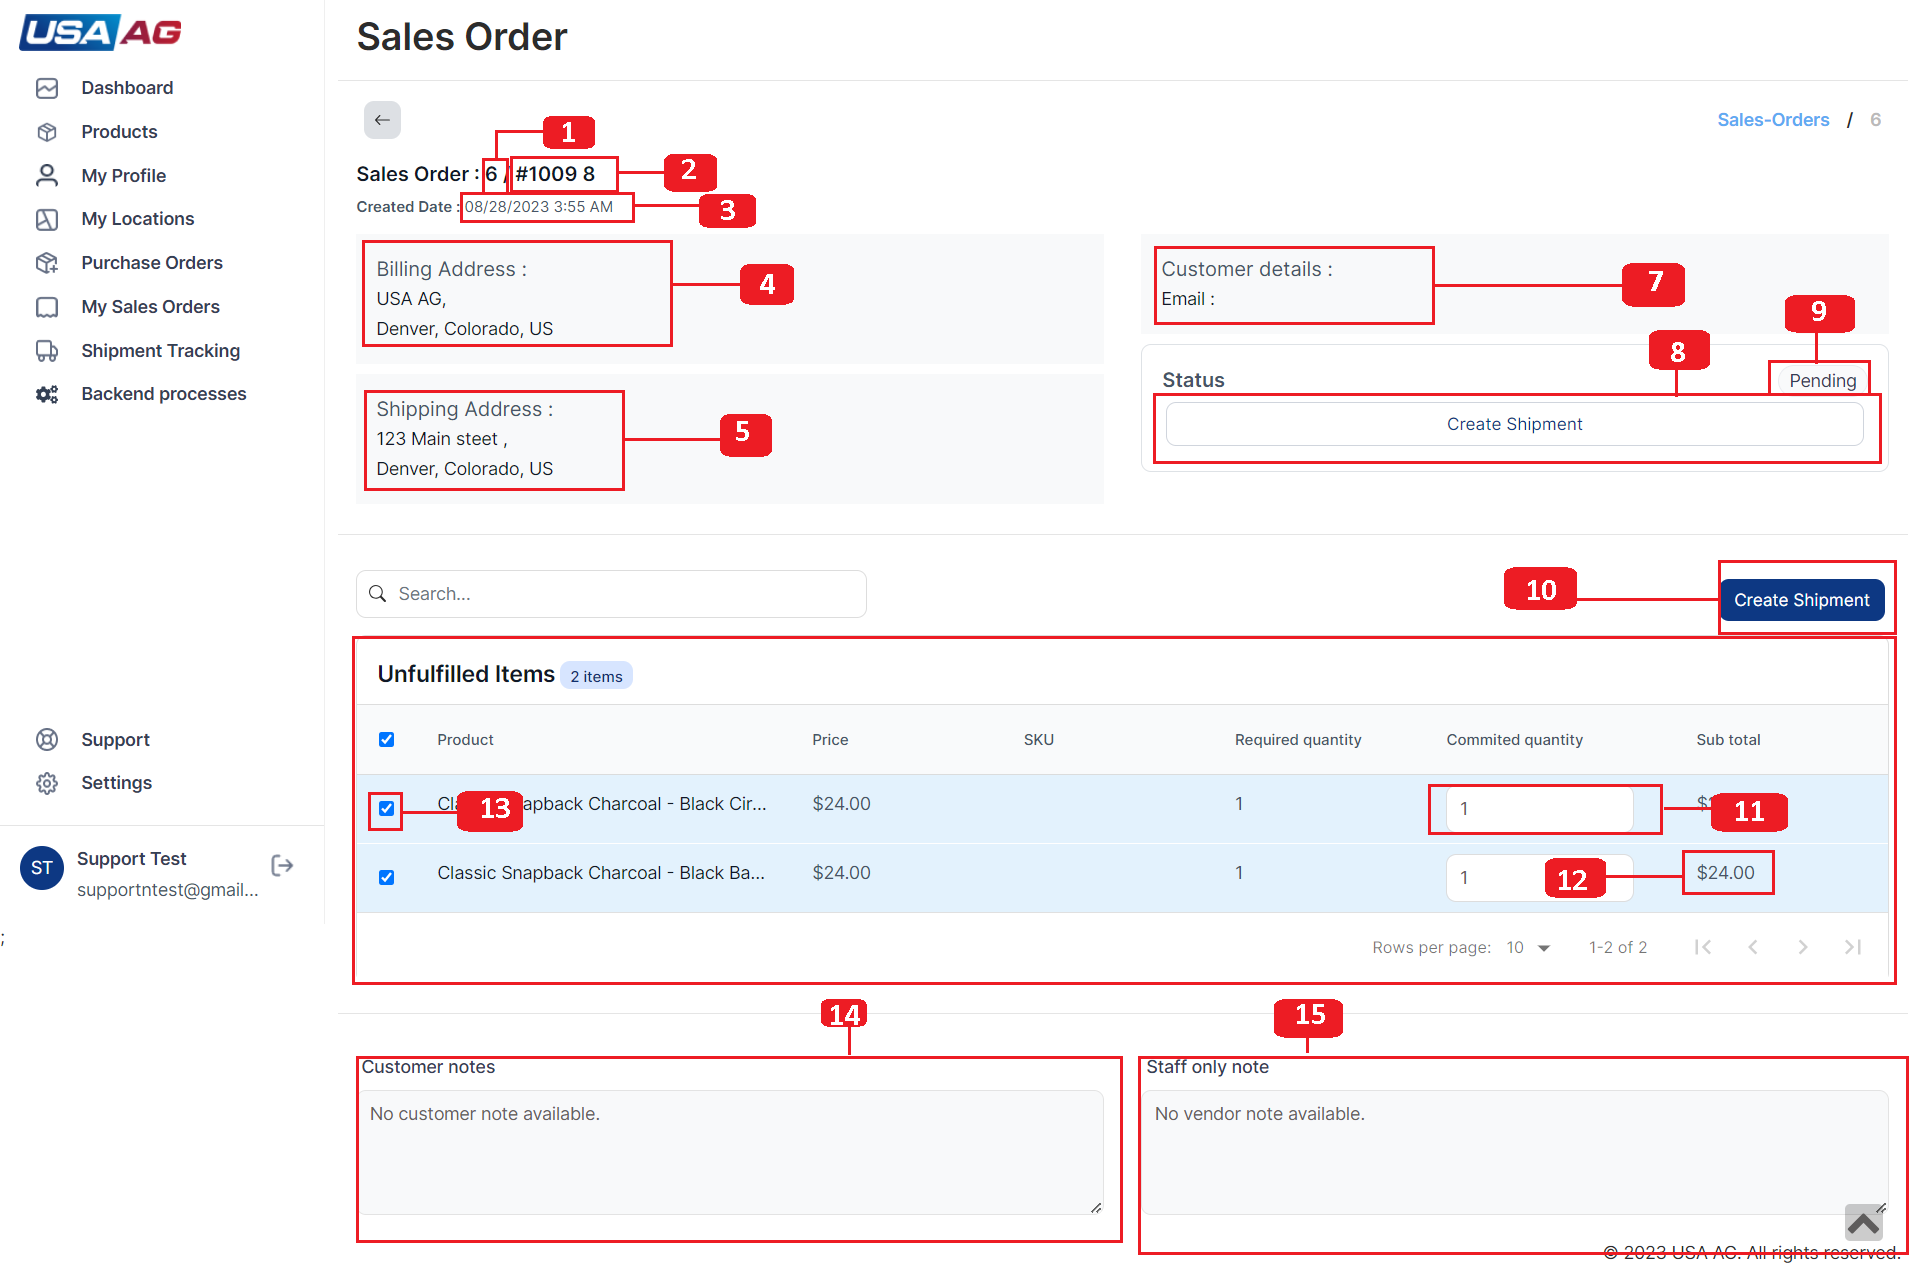 USA AG
Dashboard
Products
My Profile
My Locations
Purchase Orders
My Sales Orders
Shipment Tracking
Backend processes
Support
Settings
ST
Support Test
supportntest@gmail...
;
Sales Order
Sales-Orders / 6
1
Sales Order : 6 / #1009 8
2
Created Date : 08/28/2023 3:55 AM
3
Billing Address :
USA AG,
Denver, Colorado, US
4
Shipping Address :
123 Main steet ,
Denver, Colorado, US
5
Customer details :
Email :
7
9
8
Status
Pending
Create Shipment
Search...
10
Create Shipment
Unfulfilled Items 2 items
Product Price SKU Required quantity Commited quantity Sub total
13 apback Charcoal - Black Cir... $24.00 1 1 11
Classic Snapback Charcoal - Black Ba... $24.00 1 1 12 $24.00
Rows per page: 10 1-2 of 2
14
15
Customer notes
No customer note available.
Staff only note
No vendor note available.
© 2023 USA AG. All rights reserved.